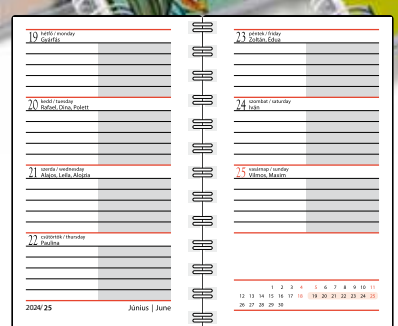 19 hétfő / monday
Gyárfás
20 kedd / tuesday
Rafael, Dina, Polett
21 szerda / wednesday
Alajos, Leila, Alojzia
22 csütörtök / thursday
Paulina
2024/ 25 Június | June
23 péntek / friday
Zoltán, Édua
24 szombat / saturday
Iván
25 vasárnap / sunday
Vilmos, Maxim
1 2 3 4 5 6 7 8 9 10 11
12 13 14 15 16 17 18 19 20 21 22 23 24 25
26 27 28 29 30